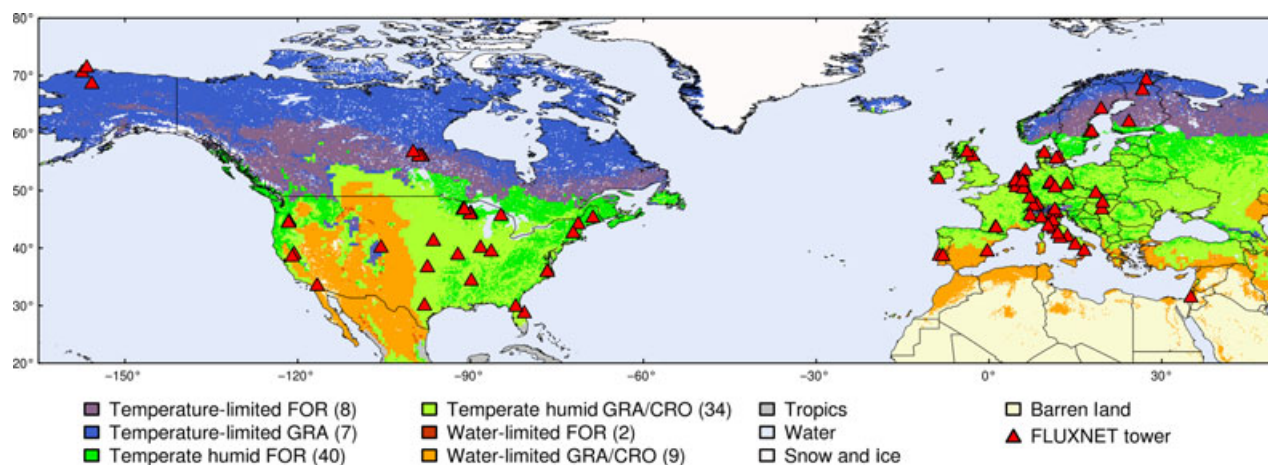 80°
70°
60°
50°
40°
30°
20°
−150 −120 −90 −60 −30 0° 30°
Temperature-limited FOR (8) Temperate humid GRA/CRO (34) Tropics Barren land
Temperature-limited GRA (7) Water-limited FOR (2) Water FLUXNET tower
Temperate humid FOR (40) Water-limited GRA/CRO (9) Snow and ice